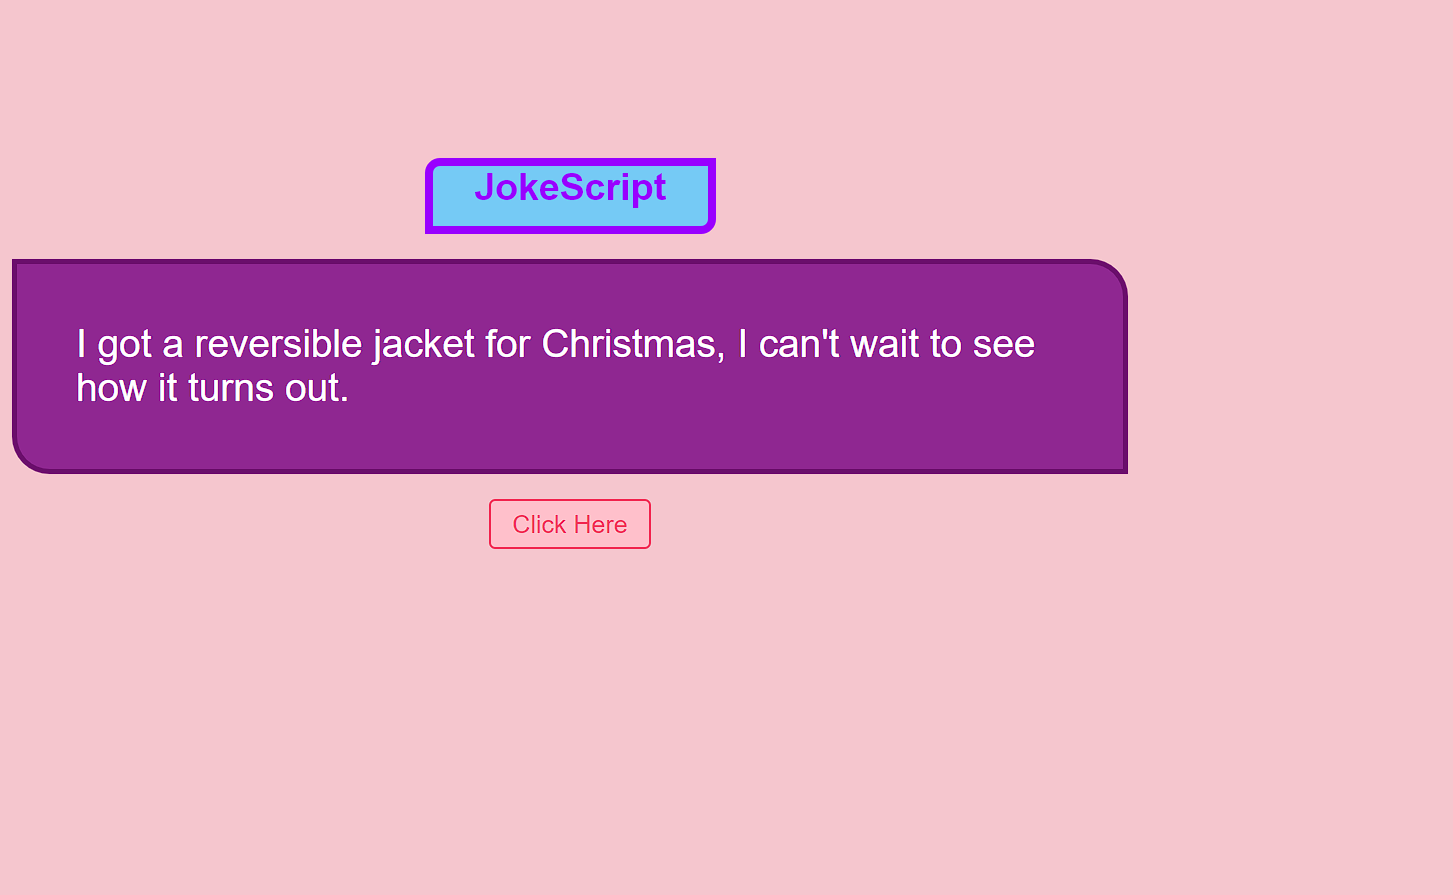 JokeScript
I got a reversible jacket for Christmas, I can't wait to see
how it turns out.
Click Here